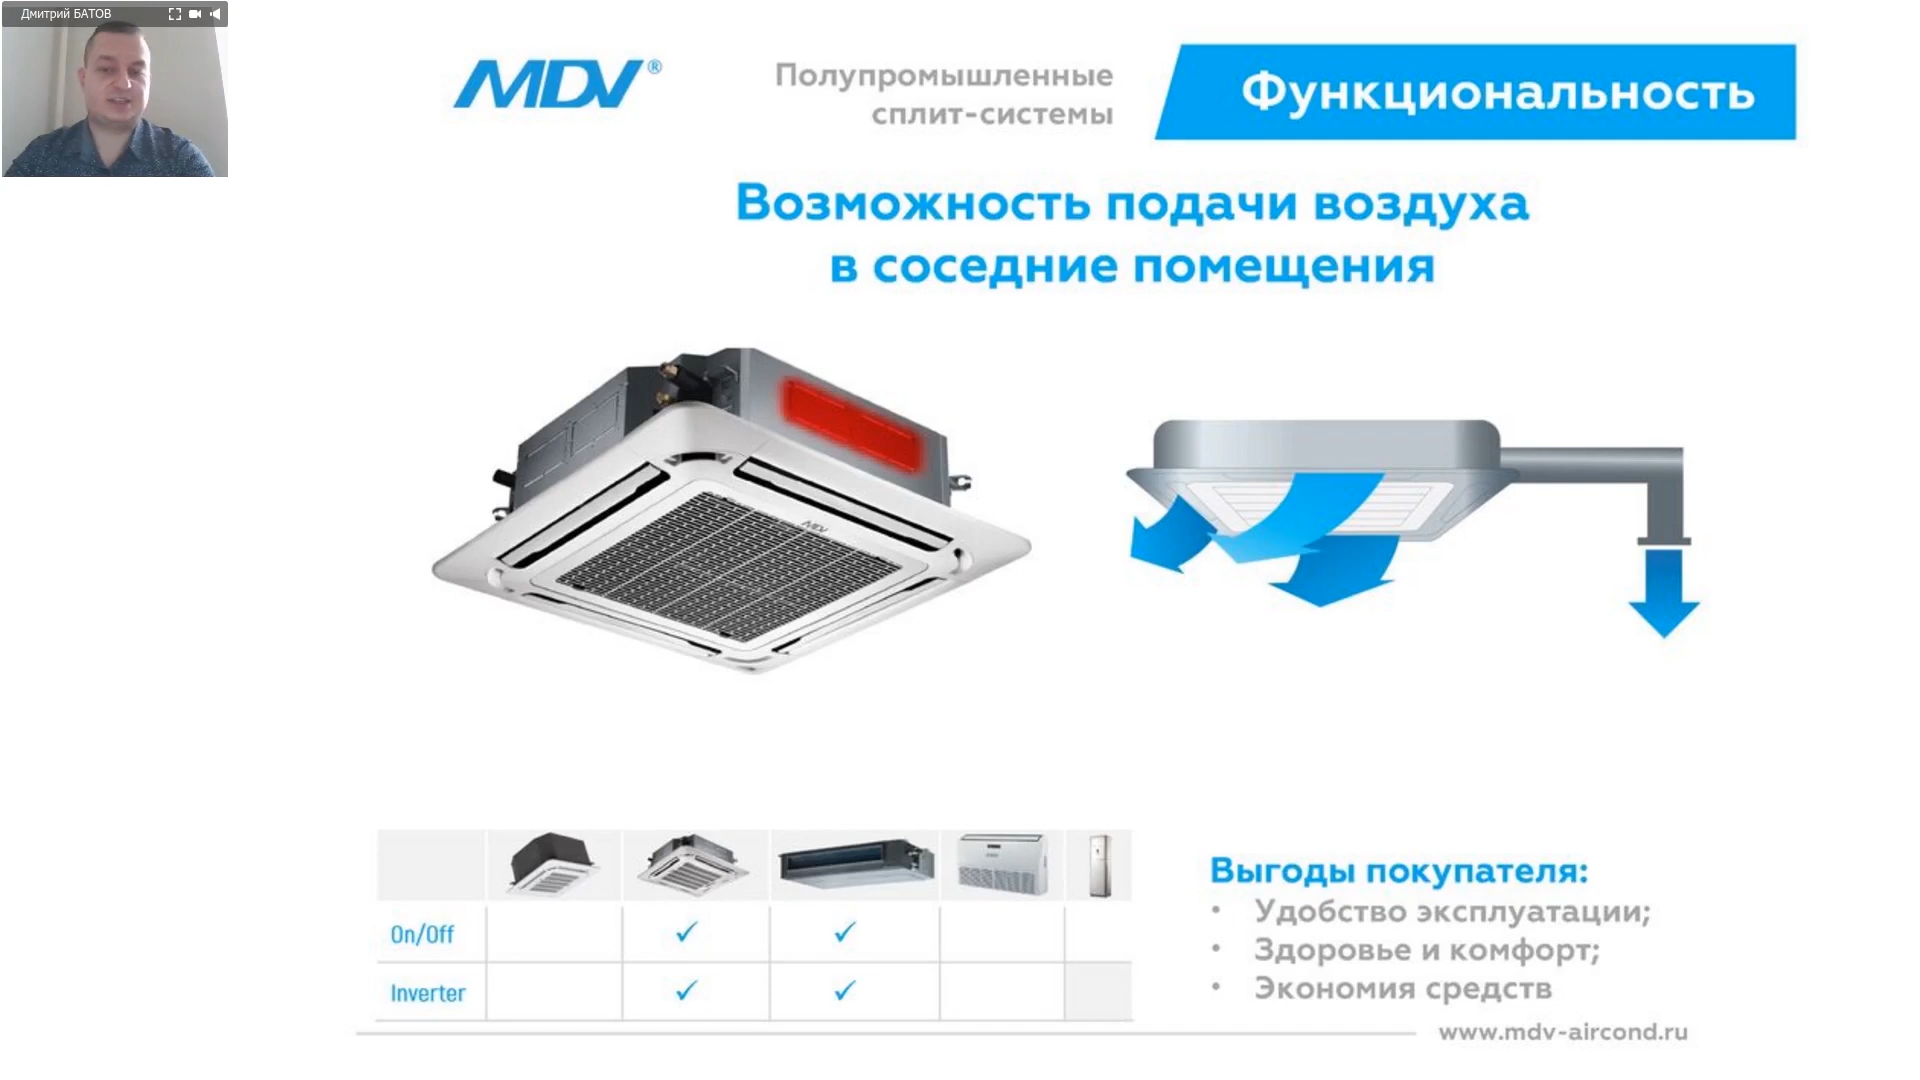 Дмитрий БАТОВ
MDV®
Полупромышленные
сплит-системы
Функциональность
Возможность подачи воздуха
в соседние помещения
MDV
On/Off ✓ ✓
Inverter ✓ ✓
Выгоды покупателя:
• Удобство эксплуатации;
• Здоровье и комфорт;
• Экономия средств
www.mdv-aircond.ru